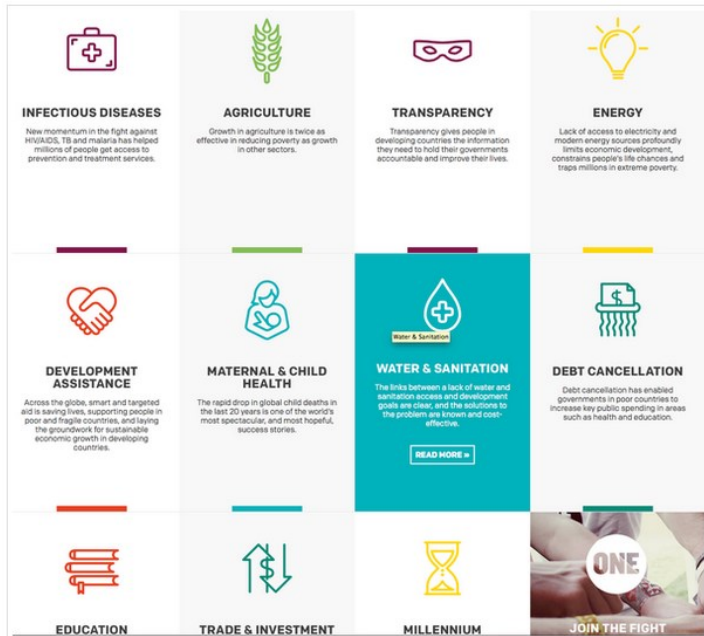 INFECTIOUS DISEASES
New momentum in the fight against
HIV/AIDS, TB and malaria has helped
millions of people get access to
prevention and treatment services.
AGRICULTURE
Growth in agriculture is twice as
effective in reducing poverty as growth
in other sectors.
TRANSPARENCY
Transparency gives people in
developing countries the information
they need to hold their governments
accountable and improve their lives.
ENERGY
Lack of access to electricity and
modern energy sources profoundly
limits economic development,
constrains people's life chances and
traps millions in extreme poverty.
DEVELOPMENT
ASSISTANCE
Across the globe, smart and targeted
aid is saving lives, supporting people in
poor and fragile countries, and laying
the groundwork for sustainable
economic growth in developing
countries.
MATERNAL & CHILD
HEALTH
The rapid drop in global child deaths in
the last 20 years is one of the world's
most spectacular, and most hopeful,
success stories.
Water & Sanitation
WATER & SANITATION
The links between a lack of water and
sanitation access and development
goals are clear, and the solutions to
the problem are known and cost-
effective.
READ MORE »
$
DEBT CANCELLATION
Debt cancellation has enabled
governments in poor countries to
increase key public spending in areas
such as health and education.
EDUCATION
$
TRADE & INVESTMENT
MILLENNIUM
ONE
JOIN THE FIGHT